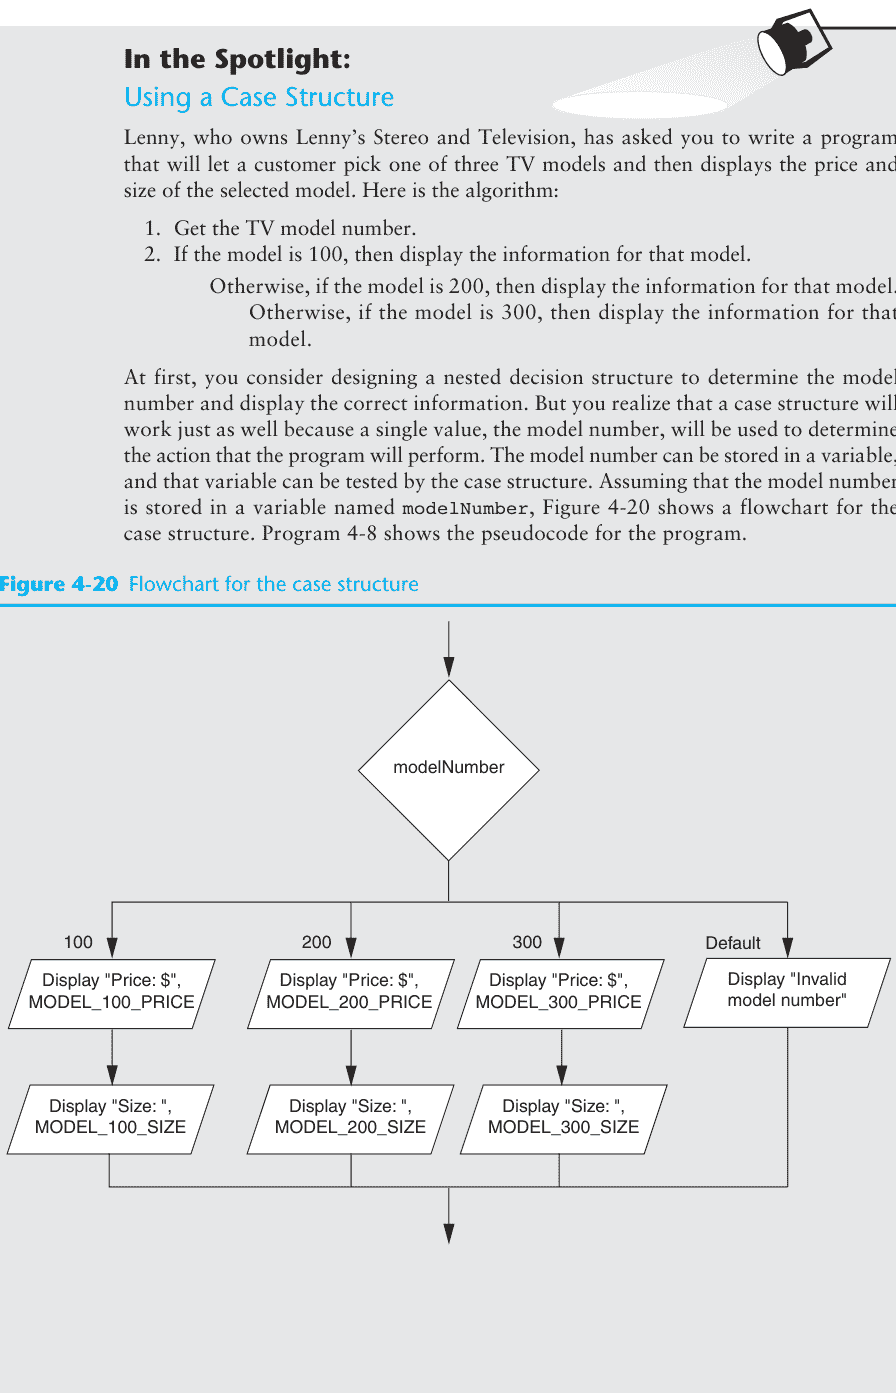 In the Spotlight:
Using a Case Structure
Lenny, who owns Lenny’s Stereo and Television, has asked you to write a program
that will let a customer pick one of three TV models and then displays the price and
size of the selected model. Here is the algorithm:
1. Get the TV model number.
2. If the model is 100, then display the information for that model.
Otherwise, if the model is 200, then display the information for that model.
Otherwise, if the model is 300, then display the information for that
model.
At first, you consider designing a nested decision structure to determine the model
number and display the correct information. But you realize that a case structure will
work just as well because a single value, the model number, will be used to determine
the action that the program will perform. The model number can be stored in a variable,
and that variable can be tested by the case structure. Assuming that the model number
is stored in a variable named modelNumber, Figure 4-20 shows a flowchart for the
case structure. Program 4-8 shows the pseudocode for the program.
Figure 4-20 Flowchart for the case structure
modelNumber
100
200
300
Default
Display "Price: $",
MODEL_100_PRICE
Display "Price: $",
MODEL_200_PRICE
Display "Price: $",
MODEL_300_PRICE
Display "Invalid
model number"
Display "Size: ",
MODEL_100_SIZE
Display "Size: ",
MODEL_200_SIZE
Display "Size: ",
MODEL_300_SIZE